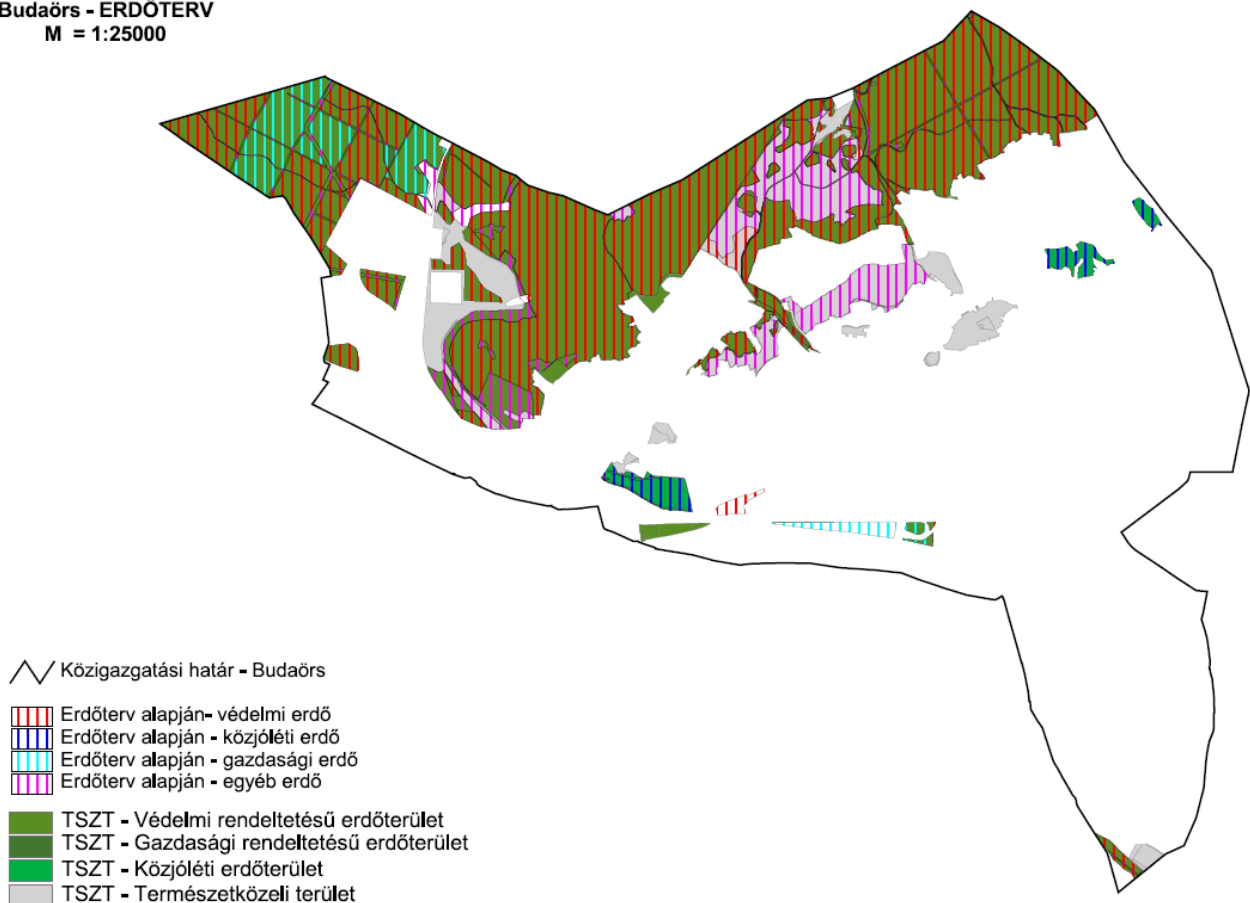 Budaörs - ERDŐTERV
M = 1:25000
Közigazgatási határ - Budaörs
Erdőterv alapján- védelmi erdő
Erdőterv alapján - közjóléti erdő
Erdőterv alapján - gazdasági erdő
Erdőterv alapján - egyéb erdő
TSZT - Védelmi rendeltetésű erdőterület
TSZT - Gazdasági rendeltetésű erdőterület
TSZT - Közjóléti erdőterület
TSZT - Természetközeli terület